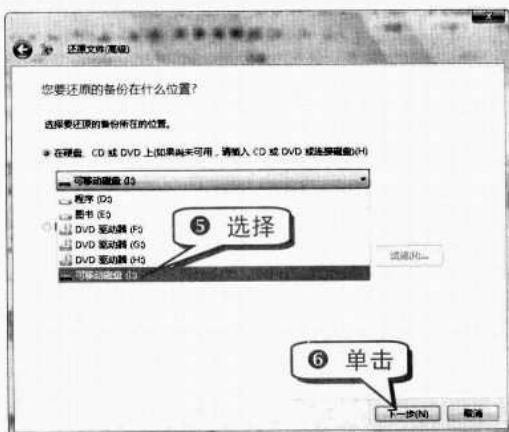 还原文件(高级)
您要还原的备份在什么位置?
选择要还原的备份所在的位置。
在硬盘、CD 或 DVD 上(如果尚未可用，请插入 CD 或 DVD 或连接磁盘)(H)
可移动磁盘 (I:)
程序 (D:)
图书 (E:)
DVD 驱动器 (F:)
DVD 驱动器 (G:)
DVD 驱动器 (H:)
可移动磁盘 (I:)
❺ 选择
❻ 单击
下一步(N)
取消